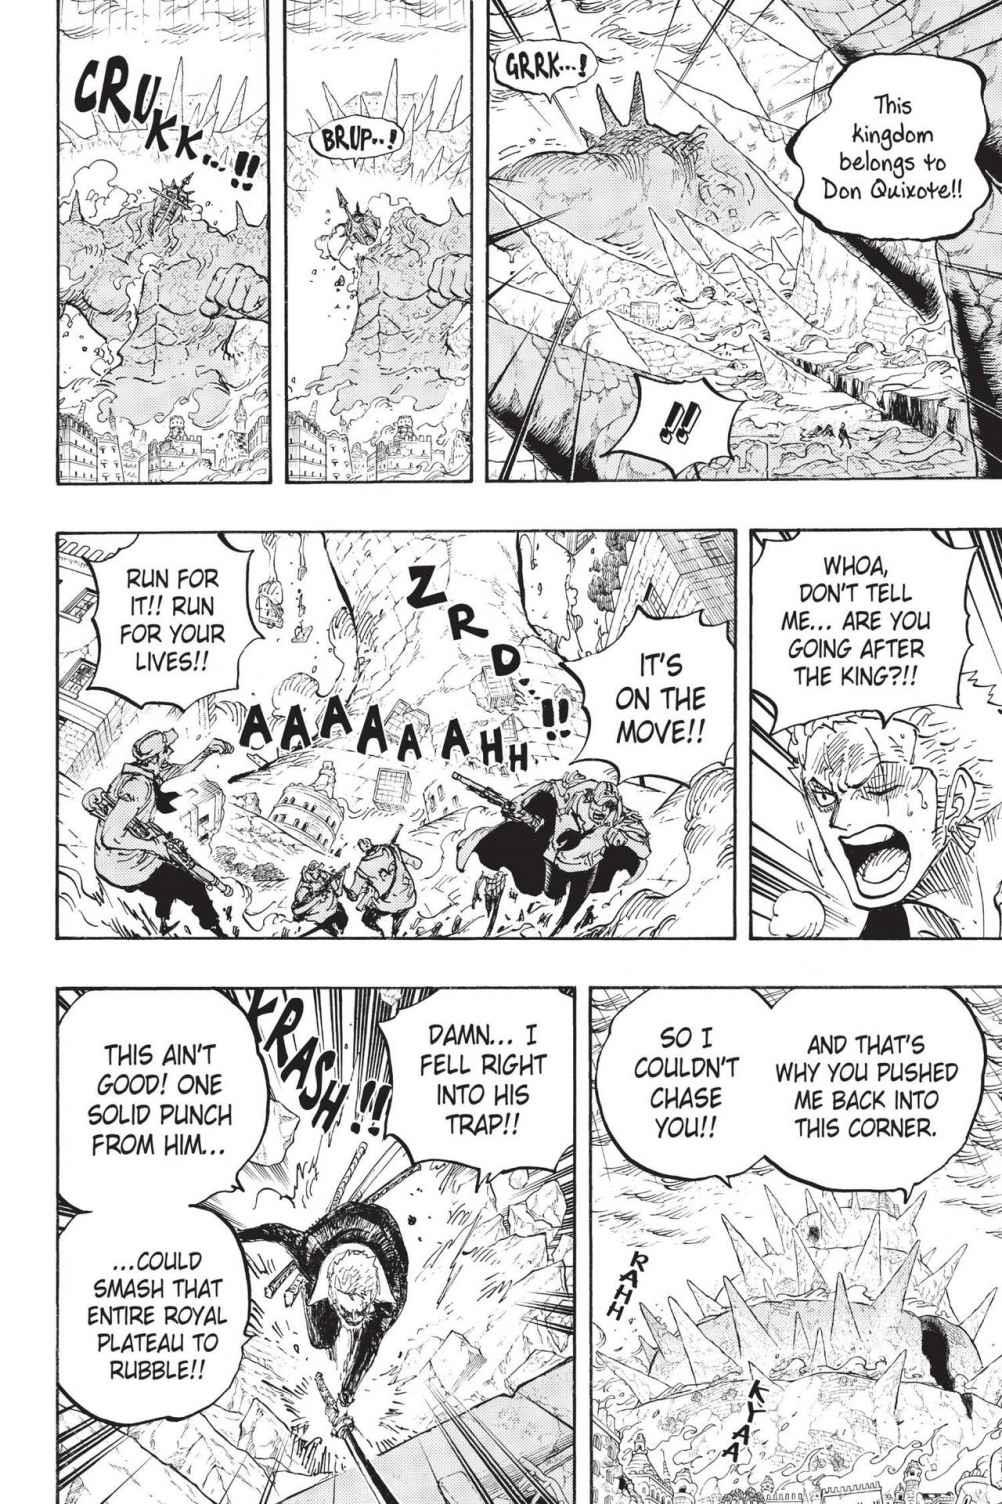 This
kingdom
belongs to
Don Quixote!!
GRRK...!
!!
BRUP...!
CRUKK...!!
WHOA,
DON'T TELL
ME... ARE YOU
GOING AFTER
THE KING?!!
IT'S
ON THE
MOVE!!
ZRD...!!
AAAAAAHH
RUN FOR
IT!! RUN
FOR YOUR
LIVES!!
AND THAT'S
WHY YOU PUSHED
ME BACK INTO
THIS CORNER.
SO I
COULDN'T
CHASE
YOU!!
RAHH
KYAA
DAMN... I
FELL RIGHT
INTO HIS
TRAP!!
KRASH!!
THIS AIN'T
GOOD! ONE
SOLID PUNCH
FROM HIM...
...COULD
SMASH THAT
ENTIRE ROYAL
PLATEAU TO
RUBBLE!!